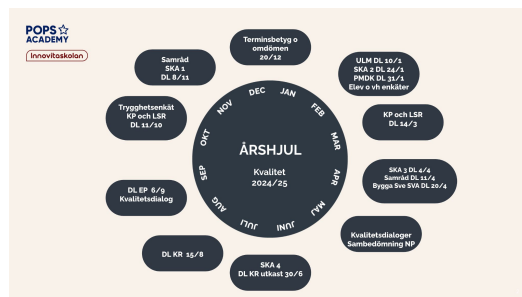 POPS
ACADEMY
Innovitaskolan
Terminsbetyg o
omdömen
20/12
ULM DL 10/1
SKA 2 DL 24/1
PMDK DL 31/1
Elev o vh enkäter
KP och LSR
DL 14/3
SKA 3 DL 4/4
Samråd DL 11/4
Bygga Sve SVA DL 20/4
Kvalitetsdialoger
Sambedömning NP
SKA 4
DL KR utkast 30/6
DL KR 15/8
DL EP 6/9
Kvalitetsdialog
Trygghetsenkät
KP och LSR
DL 11/10
Samråd
SKA 1
DL 8/11
JAN
FEB
MAR
APR
MAJ
JUNI
JULI
AUG
SEP
OKT
NOV
DEC
ÅRSHJUL
Kvalitet
2024/25